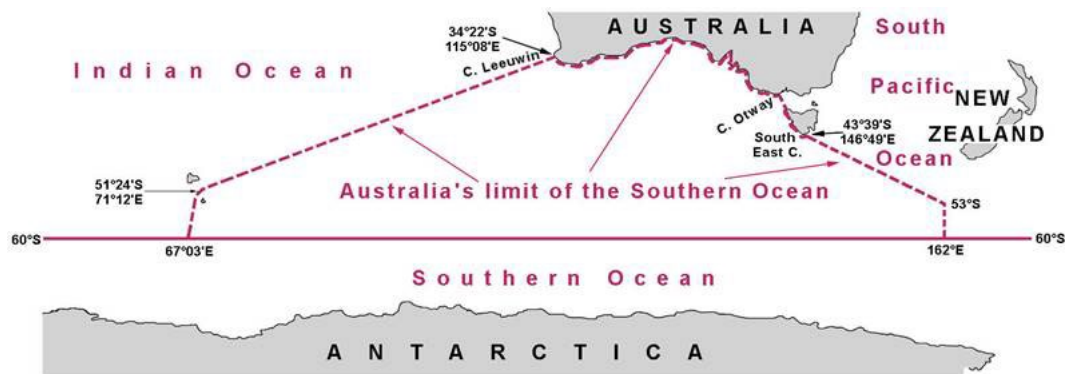 AUSTRALIA
South
34°22'S
115°08'E
C. Leeuwin
Indian Ocean
Pacific
NEW
ZEALAND
C. Otway
43°39'S
146°49'E
South
East C.
Ocean
51°24'S
71°12'E
Australia's limit of the Southern Ocean
53°S
60°S
60°S
67°03'E
162°E
Southern Ocean
ANTARCTICA